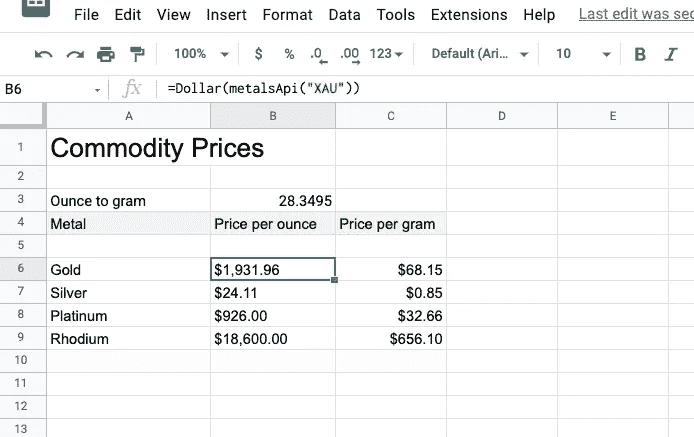 File Edit View Insert Format Data Tools Extensions Help Last edit was sec
100% $ % .0 .00 123 Default (Ari... 10 B I
B6 fx =Dollar(metalsApi("XAU"))
A B C D E
1 Commodity Prices
2
3 Ounce to gram 28.3495
4 Metal Price per ounce Price per gram
5
6 Gold $1,931.96 $68.15
7 Silver $24.11 $0.85
8 Platinum $926.00 $32.66
9 Rhodium $18,600.00 $656.10
10
11
12
13